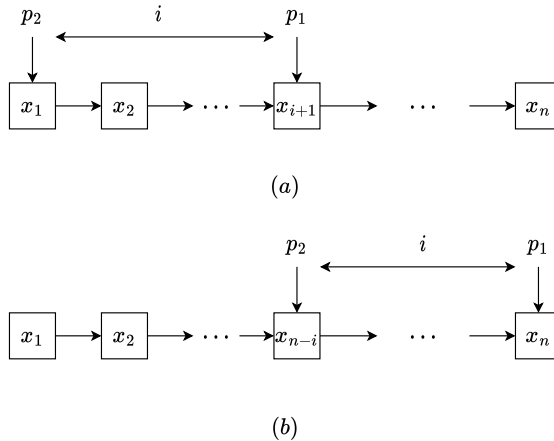 p₂ i p₁
x₁ x₂ ⋯ xᵢ₊₁ ⋯ xₙ
(a)
p₂ i p₁
x₁ x₂ ⋯ xₙ₋ᵢ ⋯ xₙ
(b)